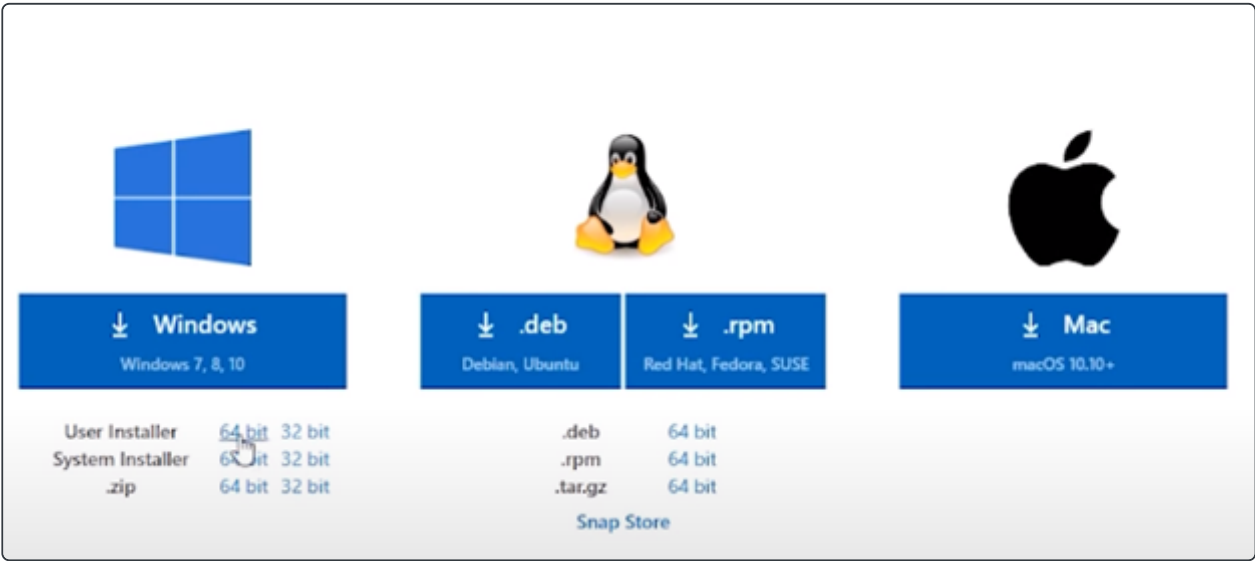 Windows
Windows 7, 8, 10
User Installer 64 bit 32 bit
System Installer 64 bit 32 bit
.zip 64 bit 32 bit
.deb
Debian, Ubuntu
.rpm
Red Hat, Fedora, SUSE
.deb 64 bit
.rpm 64 bit
.tar.gz 64 bit
Snap Store
Mac
macOS 10.10+